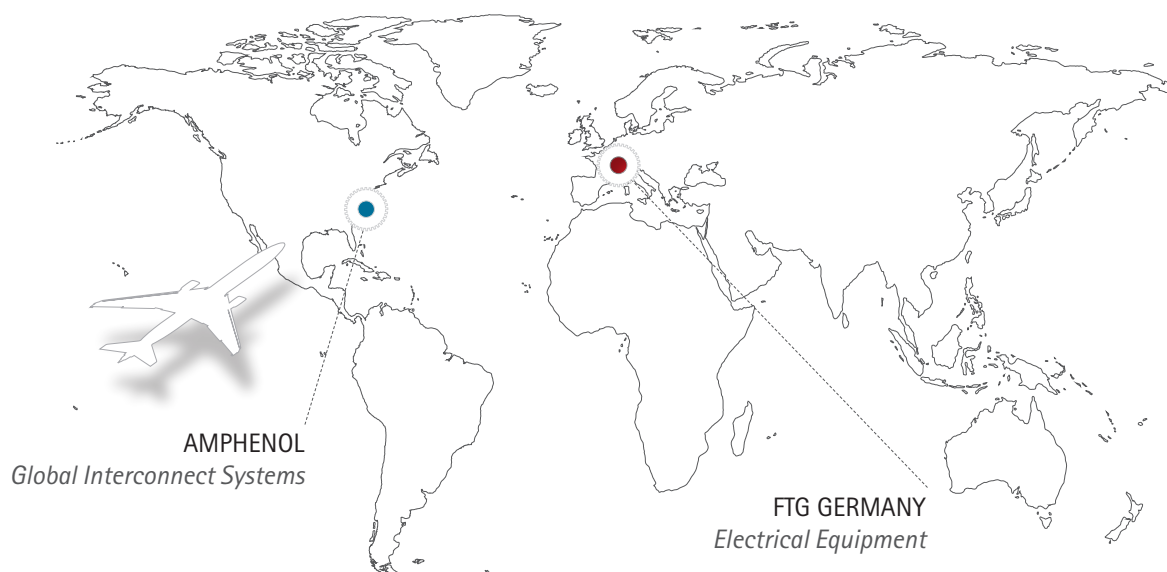 AMPHENOL
Global Interconnect Systems
FTG GERMANY
Electrical Equipment